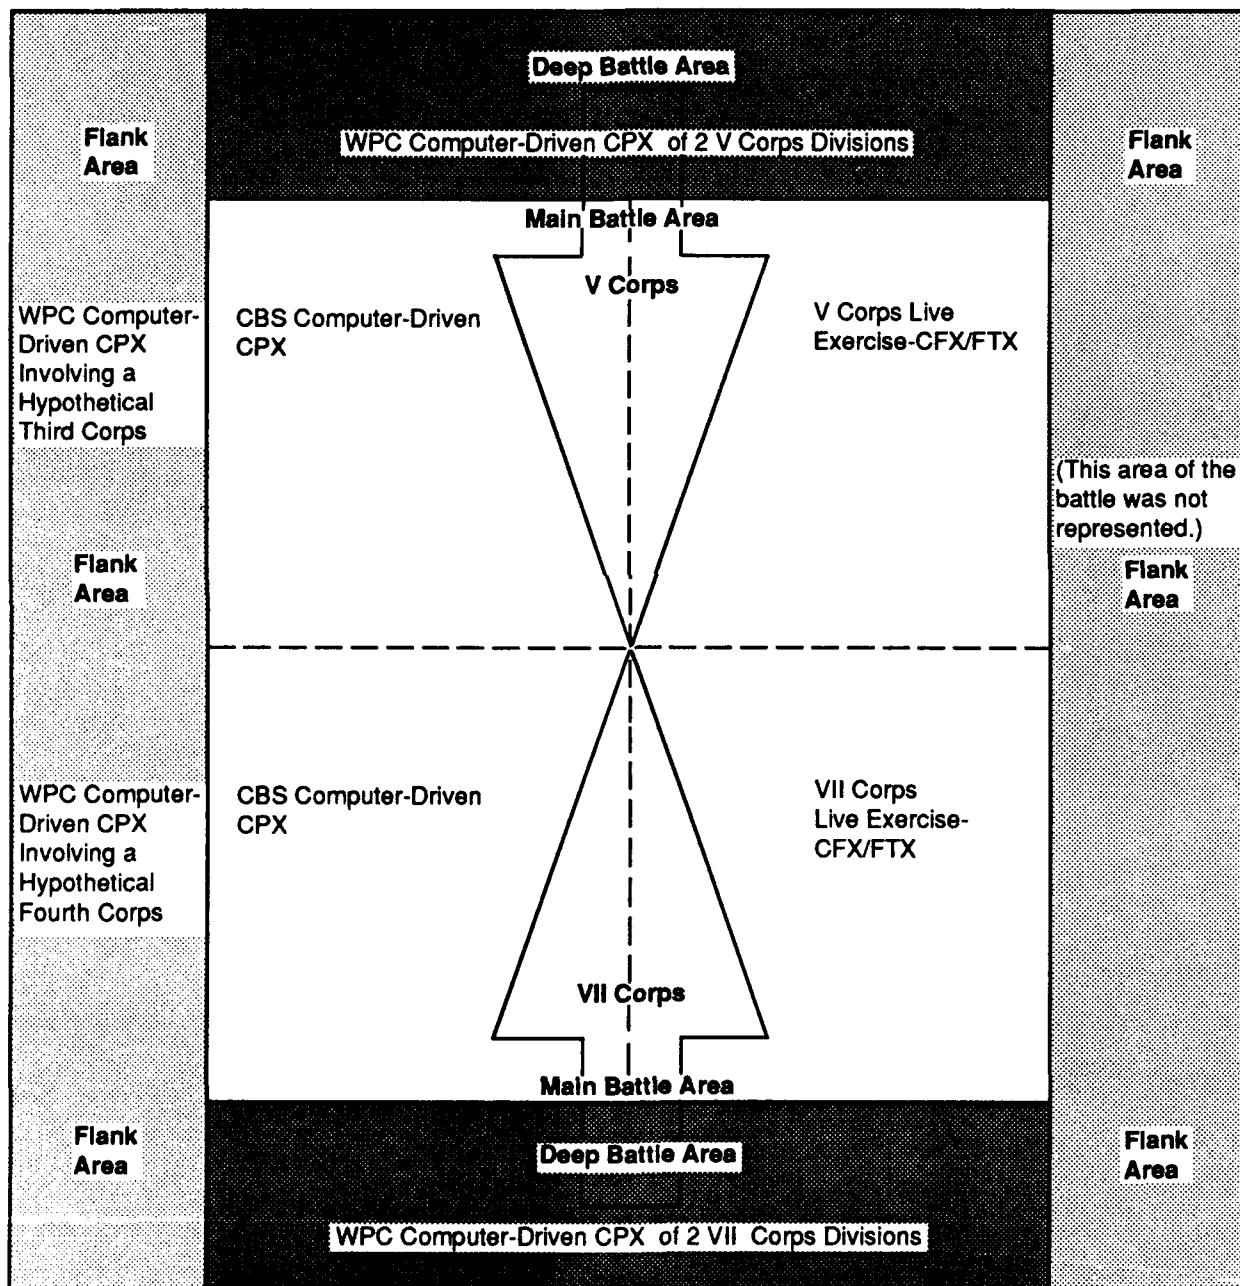 Deep Battle Area
WPC Computer-Driven CPX of 2 V Corps Divisions
Flank
Area
Flank
Area
Main Battle Area
V Corps
WPC Computer-
Driven CPX
Involving a
Hypothetical
Third Corps
CBS Computer-Driven
CPX
V Corps Live
Exercise-CFX/FTX
(This area of the
battle was not
represented.)
Flank
Area
Flank
Area
WPC Computer-
Driven CPX
Involving a
Hypothetical
Fourth Corps
CBS Computer-Driven
CPX
VII Corps
Live Exercise-
CFX/FTX
VII Corps
Main Battle Area
Flank
Area
Deep Battle Area
Flank
Area
WPC Computer-Driven CPX of 2 VII Corps Divisions